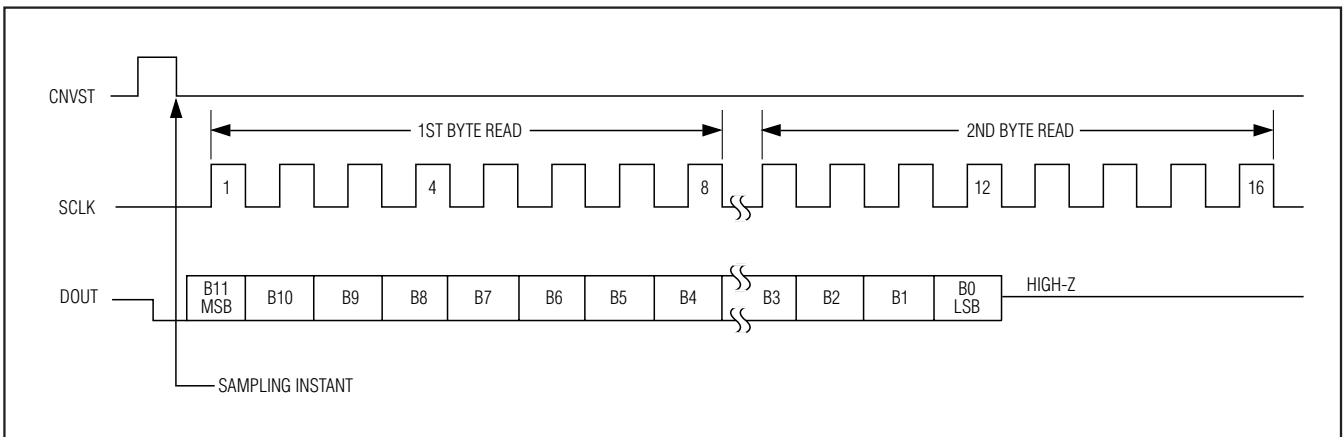 CNVST
1ST BYTE READ
2ND BYTE READ
SCLK
1
4
8
12
16
DOUT
B11
MSB
B10
B9
B8
B7
B6
B5
B4
B3
B2
B1
B0
LSB
HIGH-Z
SAMPLING INSTANT